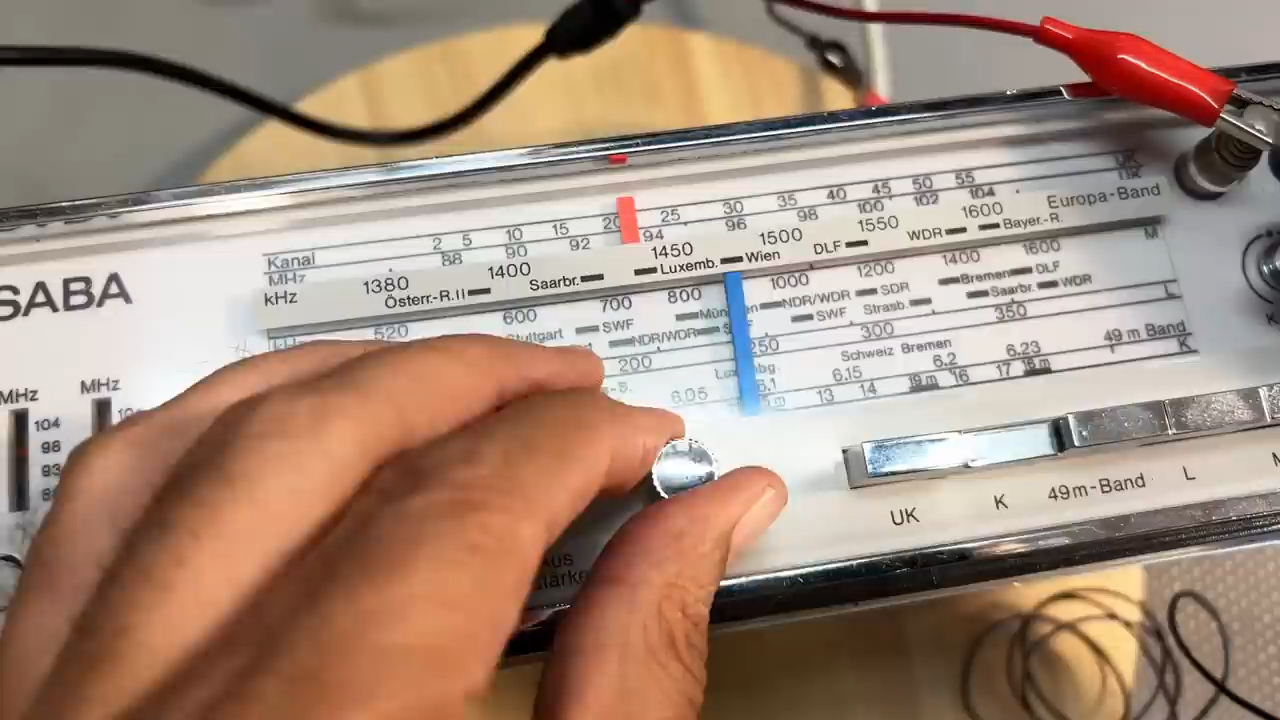 SABA
Kanal 2 5 10 15 20 25 30 35 40 45 50 55 UK
MHz 88 90 92 94 96 98 100 102 104
kHz 1380 1400 1450 1500 1550 1600 Europa-Band
Österr.-R.II Saarbr. Luxemb. Wien DLF WDR Bayer.-R.
520 600 700 800 1000 1200 1400 1600 M
Stuttgart SWF NDR/WDR SDR Bremen DLF
NDR/WDR SWF Strasb. Saarbr. WDR
200 250 300 350 L
Schweiz Bremen 49 m Band
6.05 6.1 6.15 6.2 6.23
13 14 19m 16 17 K
MHz MHz
104
98
93
UK K 49m-Band L
Aus